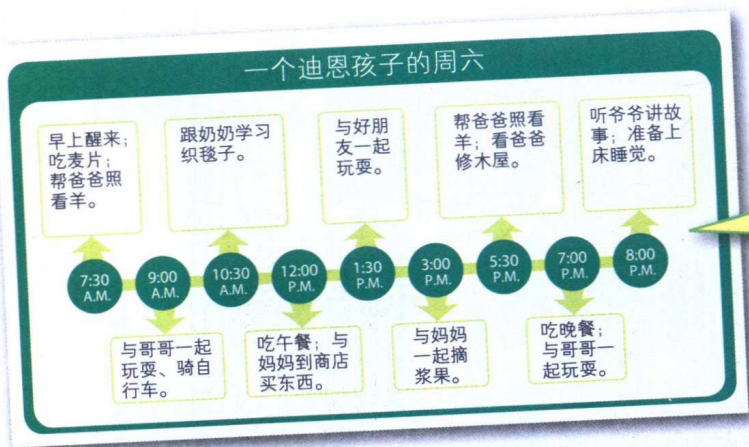 一个迪恩孩子的周六
早上醒来；
吃麦片；
帮爸爸照
看羊。
跟奶奶学习
织毯子。
与好朋
友一起
玩耍。
帮爸爸照看
羊；看爸爸
修木屋。
听爷爷讲故
事；准备上
床睡觉。
7:30
A.M.
9:00
A.M.
10:30
A.M.
12:00
P.M.
1:30
P.M.
3:00
P.M.
5:30
P.M.
7:00
P.M.
8:00
P.M.
与哥哥一起
玩耍、骑自
行车。
吃午餐；与
妈妈到商店
买东西。
与妈妈
一起摘
浆果。
吃晚餐；
与哥哥一
起玩耍。